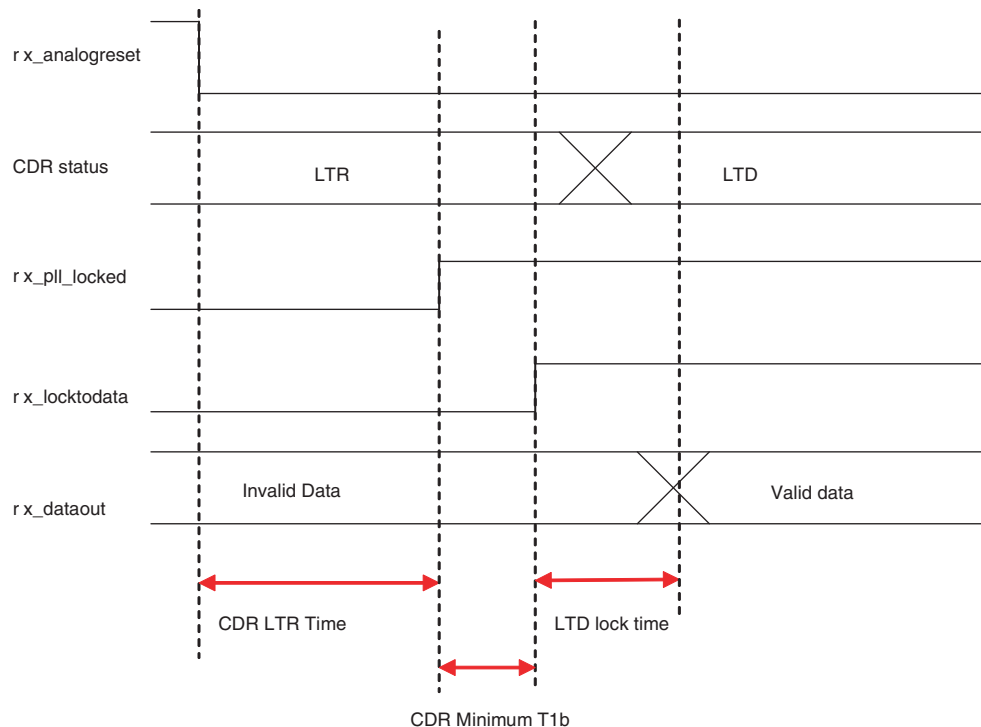 r x_analogreset
CDR status
LTR
LTD
r x_pll_locked
r x_locktodata
r x_dataout
Invalid Data
Valid data
CDR LTR Time
LTD lock time
CDR Minimum T1b